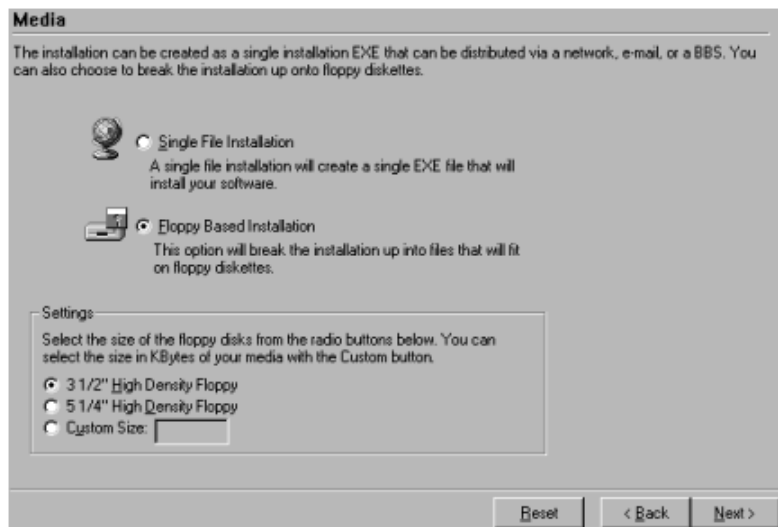 Media
The installation can be created as a single installation EXE that can be distributed via a network, e-mail, or a BBS. You
can also choose to break the installation up onto floppy diskettes.
Single File Installation
A single file installation will create a single EXE file that will
install your software.
Floppy Based Installation
This option will break the installation up into files that will fit
on floppy diskettes.
Settings
Select the size of the floppy disks from the radio buttons below. You can
select the size in KBytes of your media with the Custom button.
3 1/2" High Density Floppy
5 1/4" High Density Floppy
Custom Size:
Reset < Back Next >